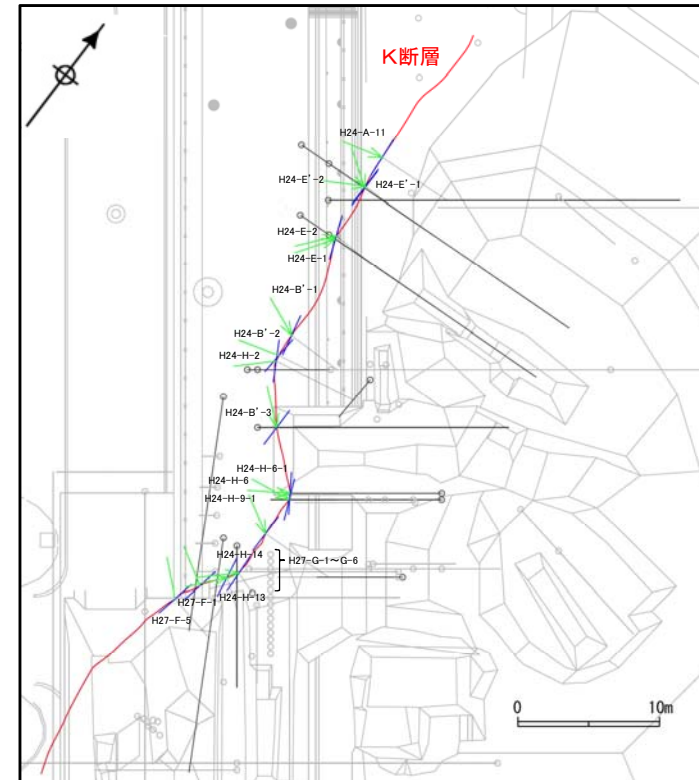 K断層
H24-A-11
H24-E'-2
H24-E'-1
H24-E-2
H24-E-1
H24-B'-1
H24-B'-2
H24-H-2
H24-B'-3
H24-H-6-1
H24-H-6
H24-H-9-1
H24-H-14
H27-G-1～G-6
H27-F-1
H24-H-13
H27-F-5
0 10m